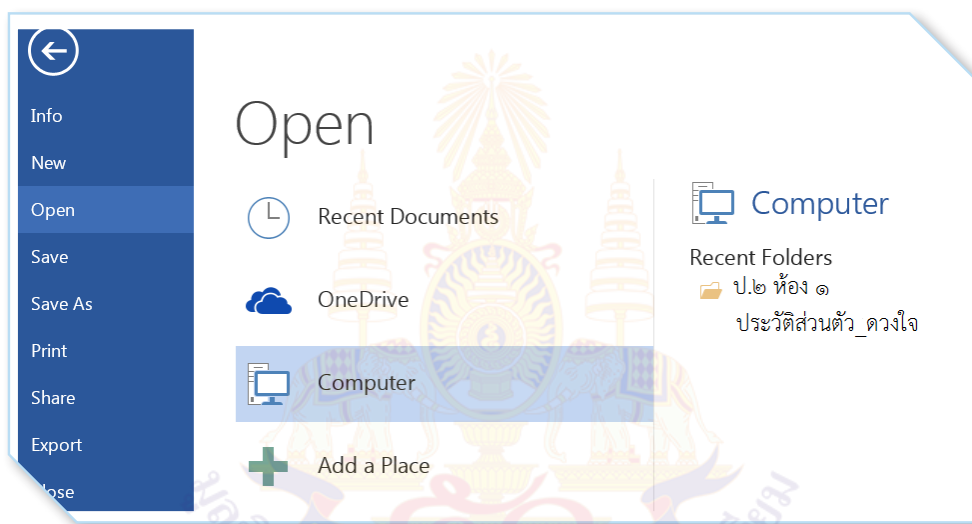 Info
New
Open
Save
Save As
Print
Share
Export
Open
Recent Documents
OneDrive
Computer
Add a Place
Computer
Recent Folders
ป.๒ ห้อง ๑
ประวัติส่วนตัว_ดวงใจ